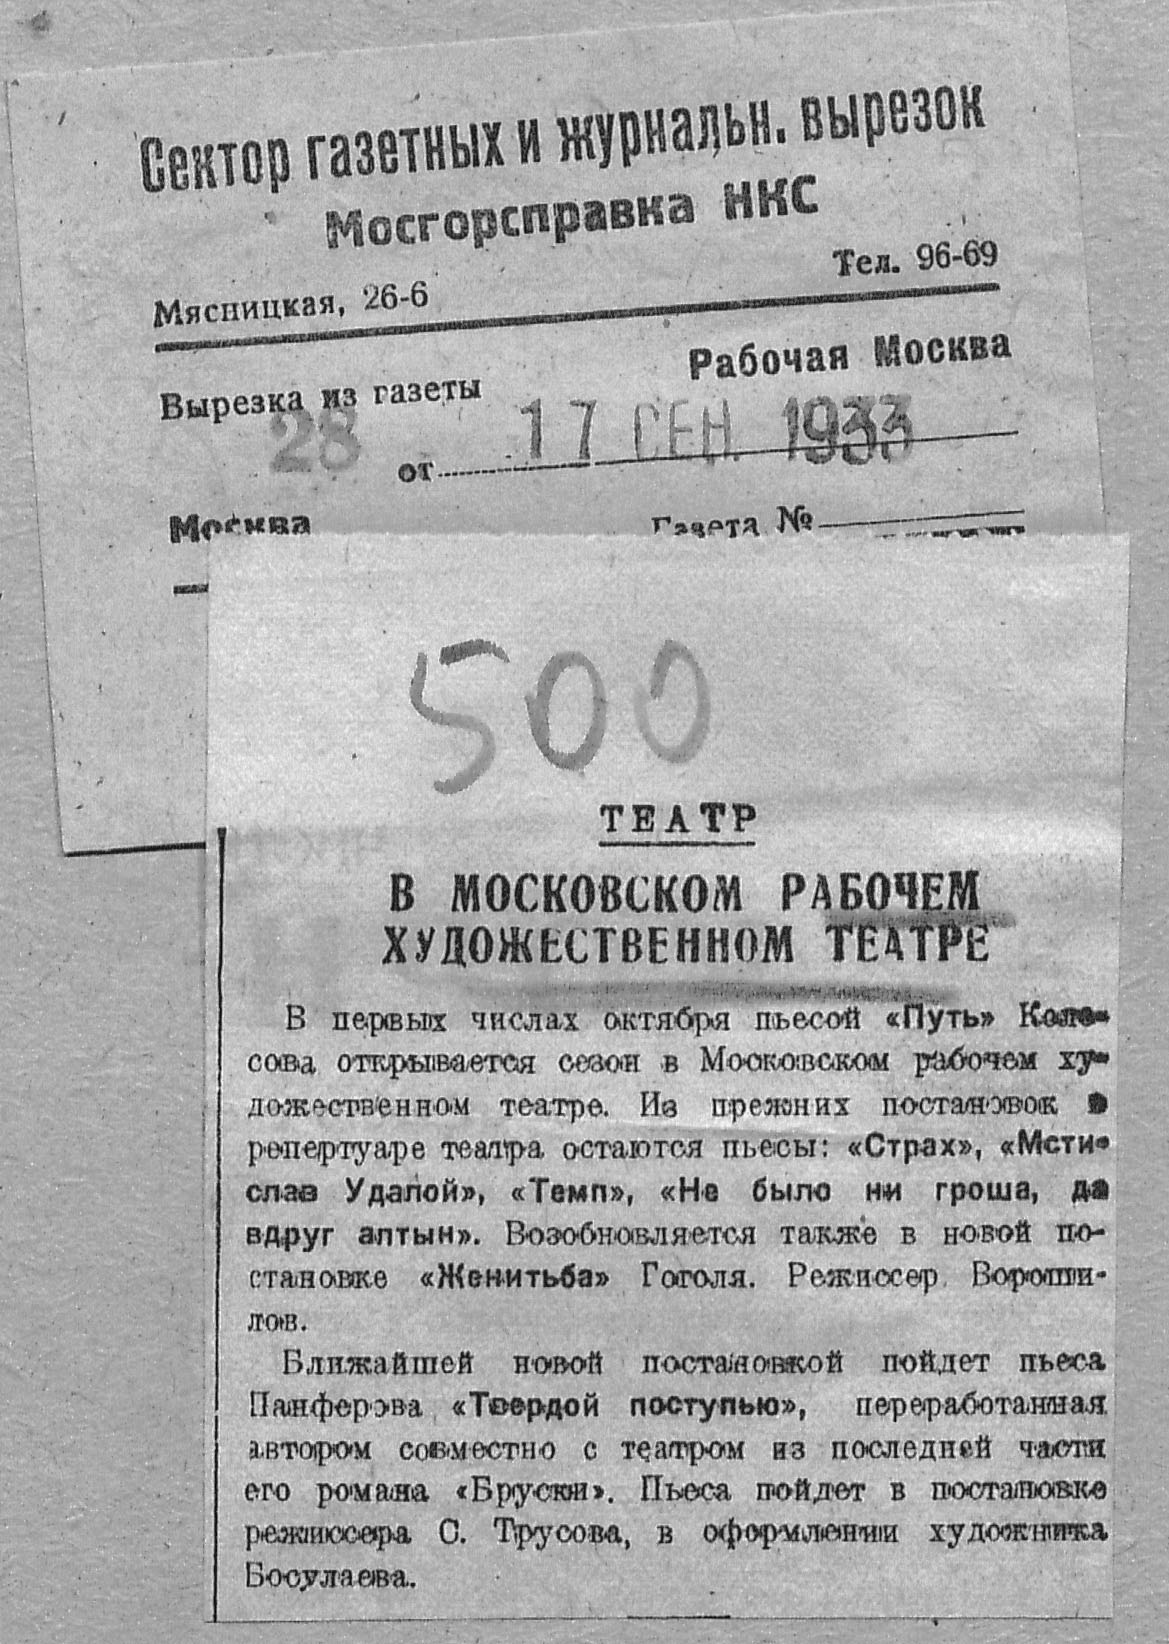 Сектор газетных и журнальн. вырезок
Мосгорсправка НКС
Мясницкая, 26-6 Тел. 96-69
Вырезка из газеты Рабочая Москва
28 от 17 СЕН. 1933
Москва Газета №
500
ТЕАТР
В МОСКОВСКОМ РАБОЧЕМ
ХУДОЖЕСТВЕННОМ ТЕАТРЕ
В первых числах октября пьесой «Путь» Коло-
сова открывается сезон в Московском рабочем ху-
дожественном театре. Из прежних постановок в
репертуаре театра остаются пьесы: «Страх», «Мсти-
слав Удалой», «Темп», «Не было ни гроша, да
вдруг алтын». Возобновляется также в новой по-
становке «Женитьба» Гоголя. Режиссер Вороши-
лов.
Ближайшей новой постановкой пойдет пьеса
Панферова «Твердой поступью», переработанная
автором совместно с театром из последней части
его романа «Бруски». Пьеса пойдет в постановке
режиссера С. Трусова, в оформлении художника
Босулаева.